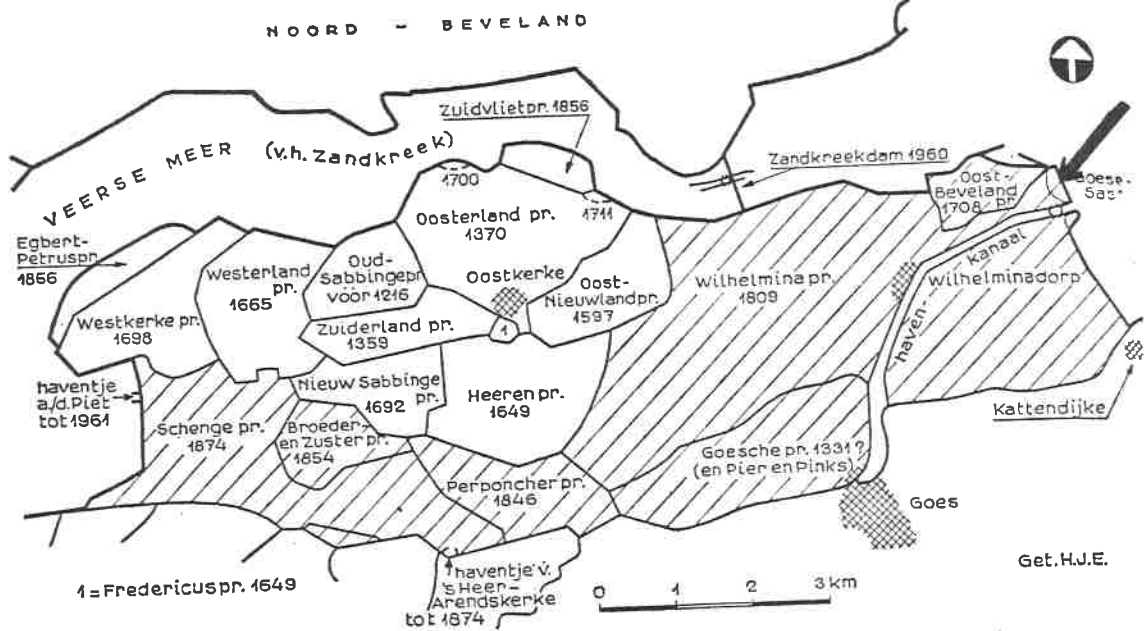 NOORD - BEVELAND
VEERSE MEER (v.h. Zandkreek)
Zuidvlietpr. 1856
Zandkreekdam 1960
1700
1711
Oosterland pr.
1370
Oost-
Beveland
pr.
1708
Egbert-
Petruspr.
1866
Westerland
pr.
1665
Oud-
Sabbingepr.
vóór 1216
Oostkerke
Oost-
Nieuwlandpr.
1597
Wilhelmina pr.
1809
kanaal
haven-
Wilhelminadorp
Westkerke pr.
1698
Zuiderland pr.
1359
1
haventje
a./d. Piet
tot 1961
Nieuw Sabbinge
pr.
1692
Heeren pr.
1649
Kattendijke
Schenge pr.
1874
Broeder-
en Zuster pr.
1854
Goesche pr. 1331?
(en Pier en Pinks)
Perponcher pr.
1846
Goes
1=Fredericuspr. 1649
haventje v.
's Heer-
Arendskerke
tot 1874
0 1 2 3 km
Get. H.J.E.